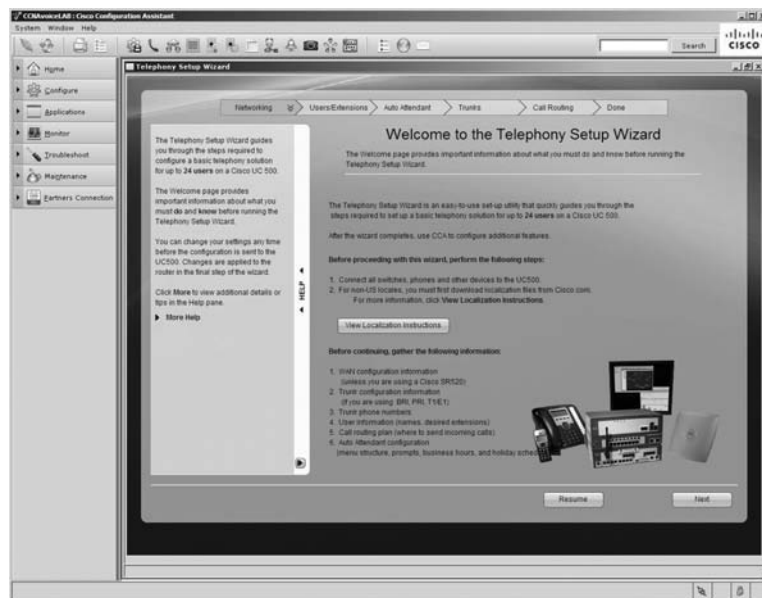 CCNAvoiceLAB : Cisco Configuration Assistant
System Window Help
Search
CISCO
Home
Configure
Applications
Monitor
Troubleshoot
Maintenance
Partners Connection
Telephony Setup Wizard
Networking
Users/Extensions
Auto Attendant
Trunks
Call Routing
Done
The Telephony Setup Wizard guides
you through the steps required to
configure a basic telephony solution
for up to 24 users on a Cisco UC 500.
The Welcome page provides
important information about what you
must do and know before running the
Telephony Setup Wizard.
You can change your settings any time
before the configuration is sent to the
UC500. Changes are applied to the
router in the final step of the wizard.
Click More to view additional details or
tips in the Help pane.
More Help
HELP
Welcome to the Telephony Setup Wizard
The Welcome page provides important information about what you must do and know before running the
Telephony Setup Wizard.
The Telephony Setup Wizard is an easy-to-use set-up utility that quickly guides you through the
steps required to set up a basic telephony solution for up to 24 users on a Cisco UC 500.
After the wizard completes, use CCA to configure additional features.
Before proceeding with this wizard, perform the following steps:
1. Connect all switches, phones and other devices to the UC500.
2. For non-US locales, you must first download localization files from Cisco.com.
For more information, click View Localization Instructions.
View Localization Instructions
Before continuing, gather the following information:
1. WAN configuration information
(unless you are using a Cisco SR520)
2. Trunk configuration information
(if you are using BRI, PRI, T1/E1)
3. Trunk phone numbers
4. User information (names, desired extensions)
5. Call routing plan (where to send incoming calls)
6. Auto Attendant configuration
(menu structure, prompts, business hours, and holiday sched
Resume
Next